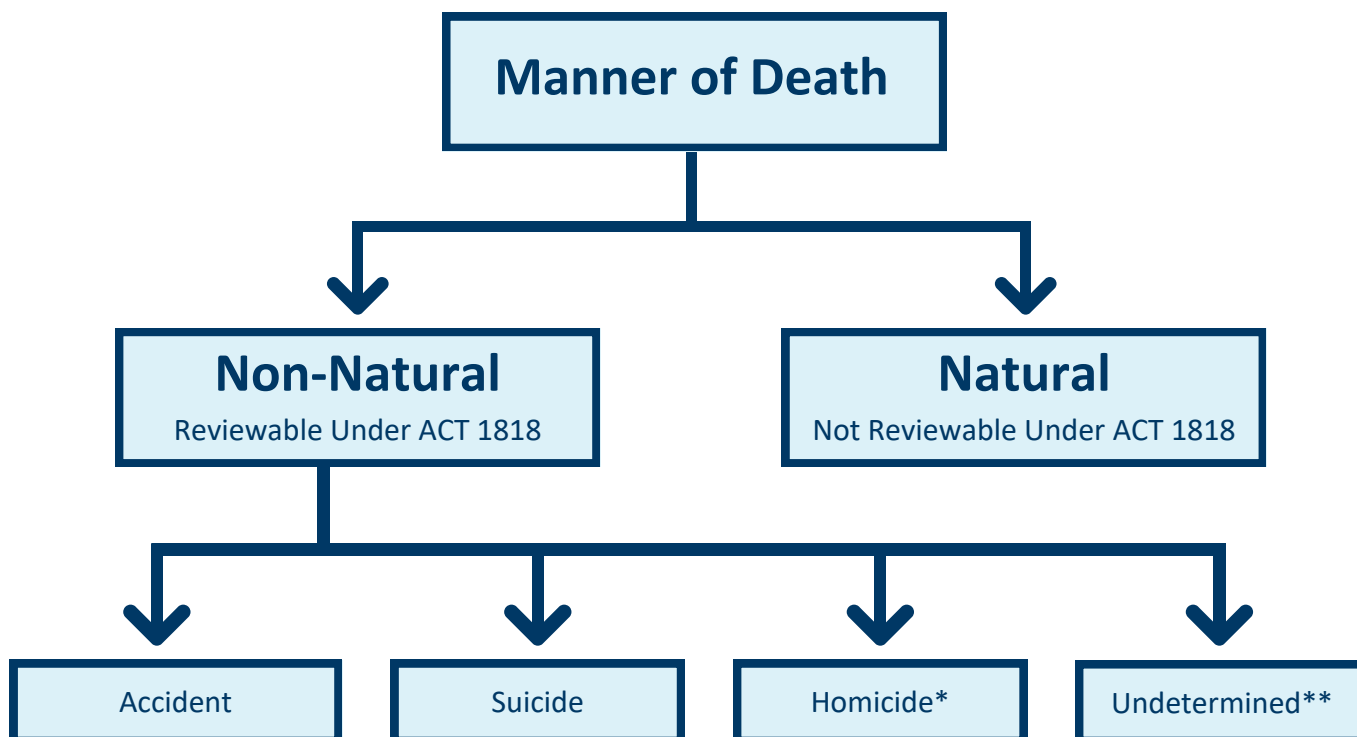 Manner of Death
Non-Natural
Reviewable Under ACT 1818
Natural
Not Reviewable Under ACT 1818
Accident
Suicide
Homicide*
Undetermined**